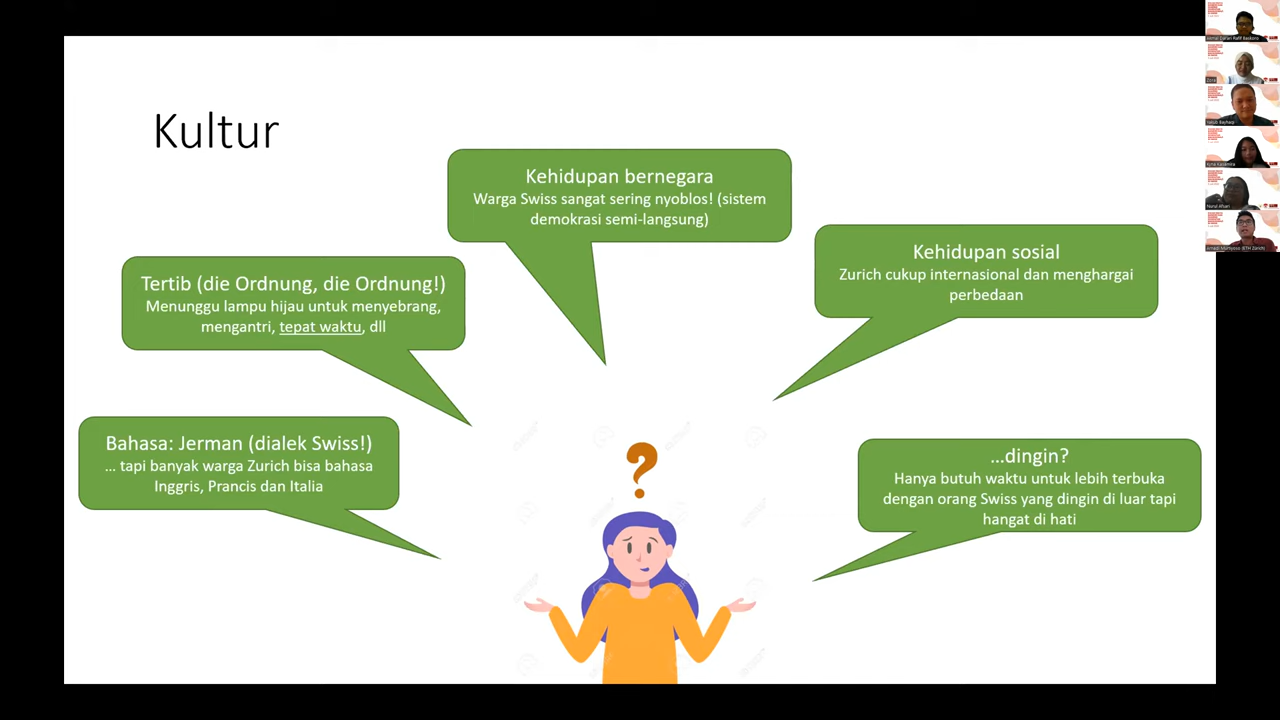 Kultur
Kehidupan bernegara
Warga Swiss sangat sering nyoblos! (sistem
demokrasi semi-langsung)
Kehidupan sosial
Zurich cukup internasional dan menghargai
perbedaan
Tertib (die Ordnung, die Ordnung!)
Menunggu lampu hijau untuk menyebrang,
mengantri, tepat waktu, dll
Bahasa: Jerman (dialek Swiss!)
... tapi banyak warga Zurich bisa bahasa
Inggris, Prancis dan Italia
...dingin?
Hanya butuh waktu untuk lebih terbuka
dengan orang Swiss yang dingin di luar tapi
hangat di hati
?